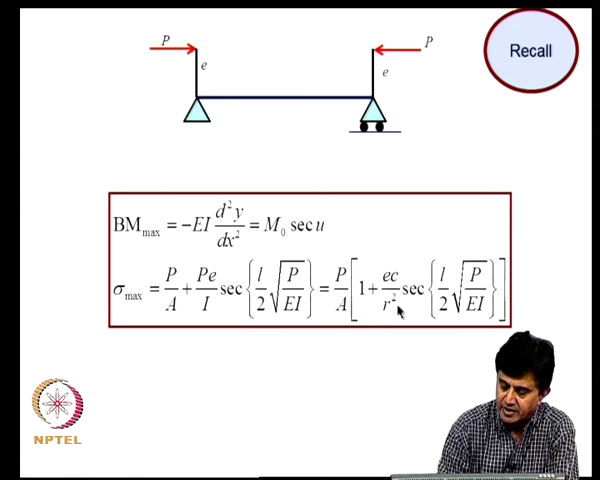 P
P
e
e
Recall
BM_max = -EI d²y/dx² = M₀ sec u
σ_max = P/A + Pe/I sec{l/2 √(P/EI)} = P/A [1 + ec/r² sec{l/2 √(P/EI)}]
NPTEL